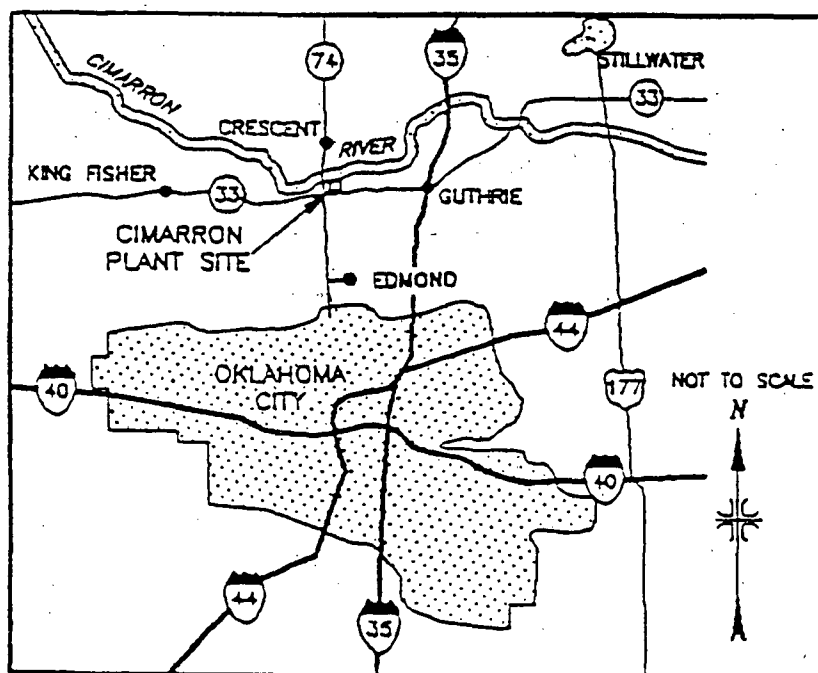 CIMARRON
74
35
STILLWATER
33
CRESCENT
RIVER
KING FISHER
33
GUTHRIE
CIMARRON
PLANT SITE
EDMOND
44
OKLAHOMA
CITY
40
177
NOT TO SCALE
N
40
44
35